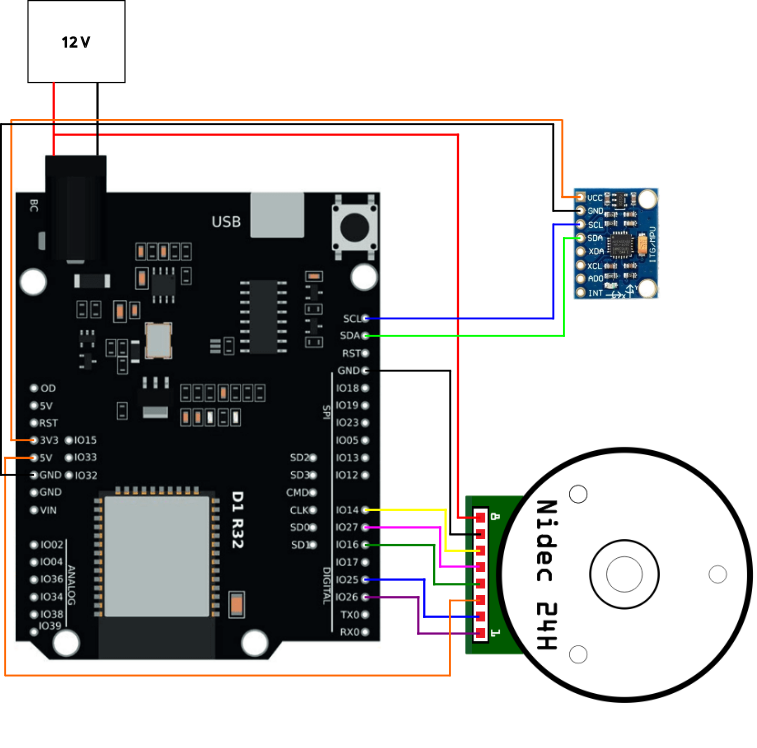 12 V
BC
USB
VCC
GND
SCL
SDA
XDA
XCL
ADO
INT
ITG/MPU
SCL
SDA
RST
GND
IO18
IO19
IO23
IO05
IO13
IO12
IO14
IO27
IO16
IO17
IO25
IO26
TX0
RX0
SPI
DIGITAL
OD
5V
RST
3V3
IO15
5V
IO33
GND
IO32
GND
VIN
IO02
IO04
IO36
IO34
IO38
IO39
ANALOG
SD2
SD3
CMD
CLK
SD0
SD1
D1 R32
8
1
Nidec 24H